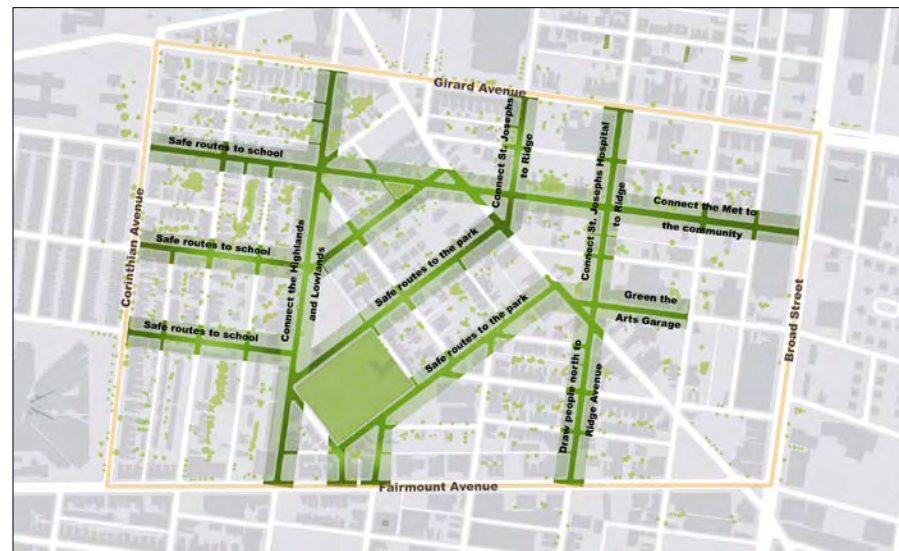 Girard Avenue
Safe routes to school
Connect St. Josephs
to Ridge
Connect St. Josephs Hospital
to Ridge
Connect the Met to
the community
Corinthian Avenue
Safe routes to school
Connect the Highlands
and Lowlands
Safe routes to the park
Safe routes to the park
Green the
Arts Garage
Broad Street
Safe routes to school
Draw people north to
Ridge Avenue
Fairmount Avenue